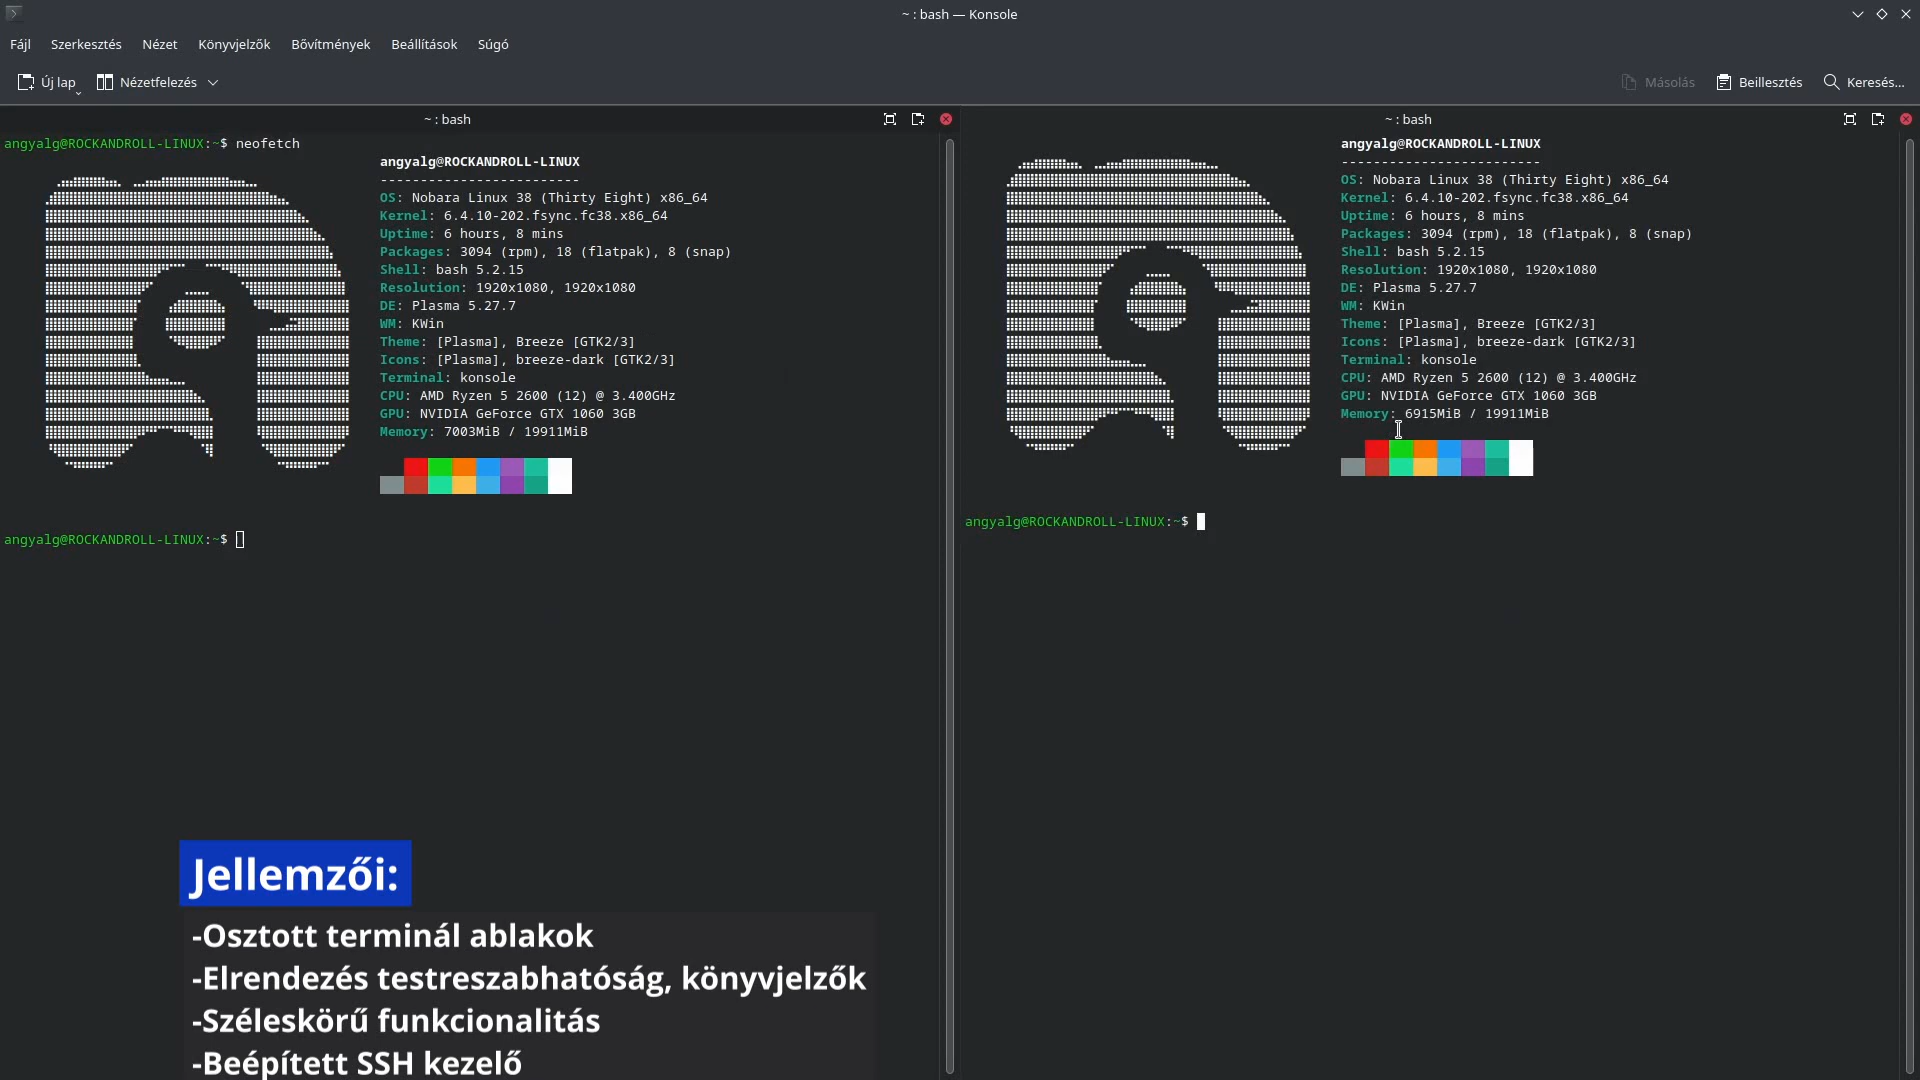 ~ : bash — Konsole
Fájl Szerkesztés Nézet Könyvjelzők Bővítmények Beállítások Súgó
Új lap Nézetfelezés Másolás Beillesztés Keresés...
~ : bash
angyalg@ROCKANDROLL-LINUX:~$ neofetch
angyalg@ROCKANDROLL-LINUX
-------------------------
OS: Nobara Linux 38 (Thirty Eight) x86_64
Kernel: 6.4.10-202.fsync.fc38.x86_64
Uptime: 6 hours, 8 mins
Packages: 3094 (rpm), 18 (flatpak), 8 (snap)
Shell: bash 5.2.15
Resolution: 1920x1080, 1920x1080
DE: Plasma 5.27.7
WM: KWin
Theme: [Plasma], Breeze [GTK2/3]
Icons: [Plasma], breeze-dark [GTK2/3]
Terminal: konsole
CPU: AMD Ryzen 5 2600 (12) @ 3.400GHz
GPU: NVIDIA GeForce GTX 1060 3GB
Memory: 7003MiB / 19911MiB
angyalg@ROCKANDROLL-LINUX:~$
~ : bash
angyalg@ROCKANDROLL-LINUX
-------------------------
OS: Nobara Linux 38 (Thirty Eight) x86_64
Kernel: 6.4.10-202.fsync.fc38.x86_64
Uptime: 6 hours, 8 mins
Packages: 3094 (rpm), 18 (flatpak), 8 (snap)
Shell: bash 5.2.15
Resolution: 1920x1080, 1920x1080
DE: Plasma 5.27.7
WM: KWin
Theme: [Plasma], Breeze [GTK2/3]
Icons: [Plasma], breeze-dark [GTK2/3]
Terminal: konsole
CPU: AMD Ryzen 5 2600 (12) @ 3.400GHz
GPU: NVIDIA GeForce GTX 1060 3GB
Memory: 6915MiB / 19911MiB
angyalg@ROCKANDROLL-LINUX:~$
Jellemzői:
-Osztott terminál ablakok
-Elrendezés testreszabhatóság, könyvjelzők
-Széleskörű funkcionalitás
-Beépített SSH kezelő